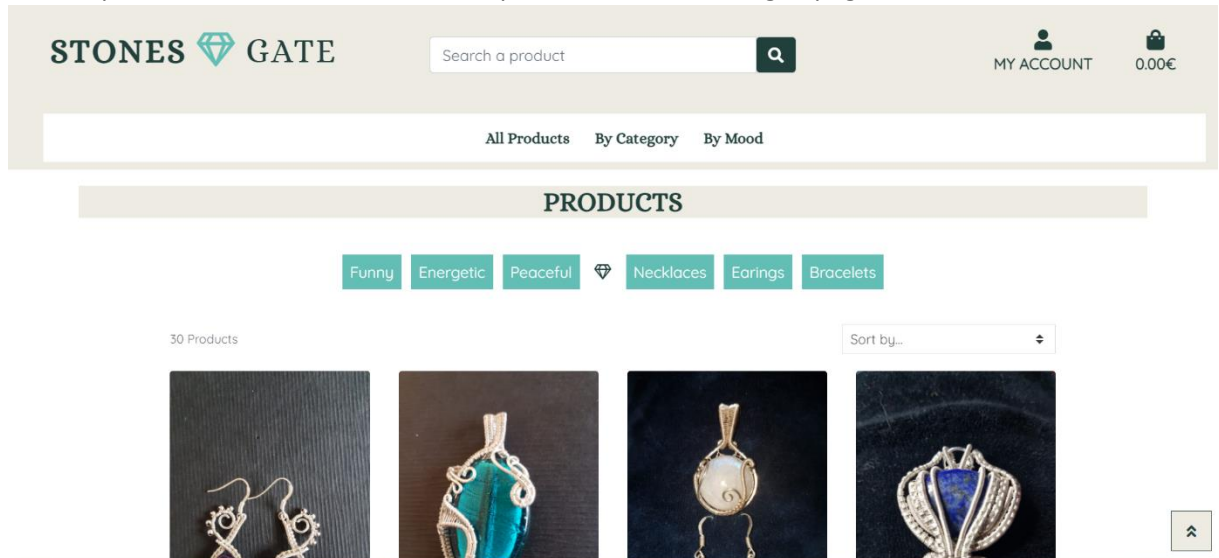 STONES GATE
Search a product
MY ACCOUNT
0.00€
All Products By Category By Mood
PRODUCTS
Funny Energetic Peaceful Necklaces Earings Bracelets
30 Products
Sort by...